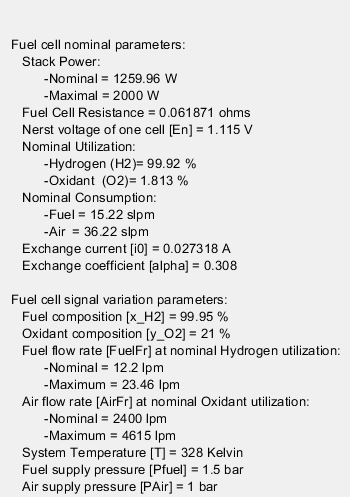 Fuel cell nominal parameters:
Stack Power:
-Nominal = 1259.96 W
-Maximal = 2000 W
Fuel Cell Resistance = 0.061871 ohms
Nerst voltage of one cell [En] = 1.115 V
Nominal Utilization:
-Hydrogen (H2)= 99.92 %
-Oxidant (O2)= 1.813 %
Nominal Consumption:
-Fuel = 15.22 slpm
-Air = 36.22 slpm
Exchange current [i0] = 0.027318 A
Exchange coefficient [alpha] = 0.308
Fuel cell signal variation parameters:
Fuel composition [x_H2] = 99.95 %
Oxidant composition [y_O2] = 21 %
Fuel flow rate [FuelFr] at nominal Hydrogen utilization:
-Nominal = 12.2 lpm
-Maximum = 23.46 lpm
Air flow rate [AirFr] at nominal Oxidant utilization:
-Nominal = 2400 lpm
-Maximum = 4615 lpm
System Temperature [T] = 328 Kelvin
Fuel supply pressure [Pfuel] = 1.5 bar
Air supply pressure [PAir] = 1 bar